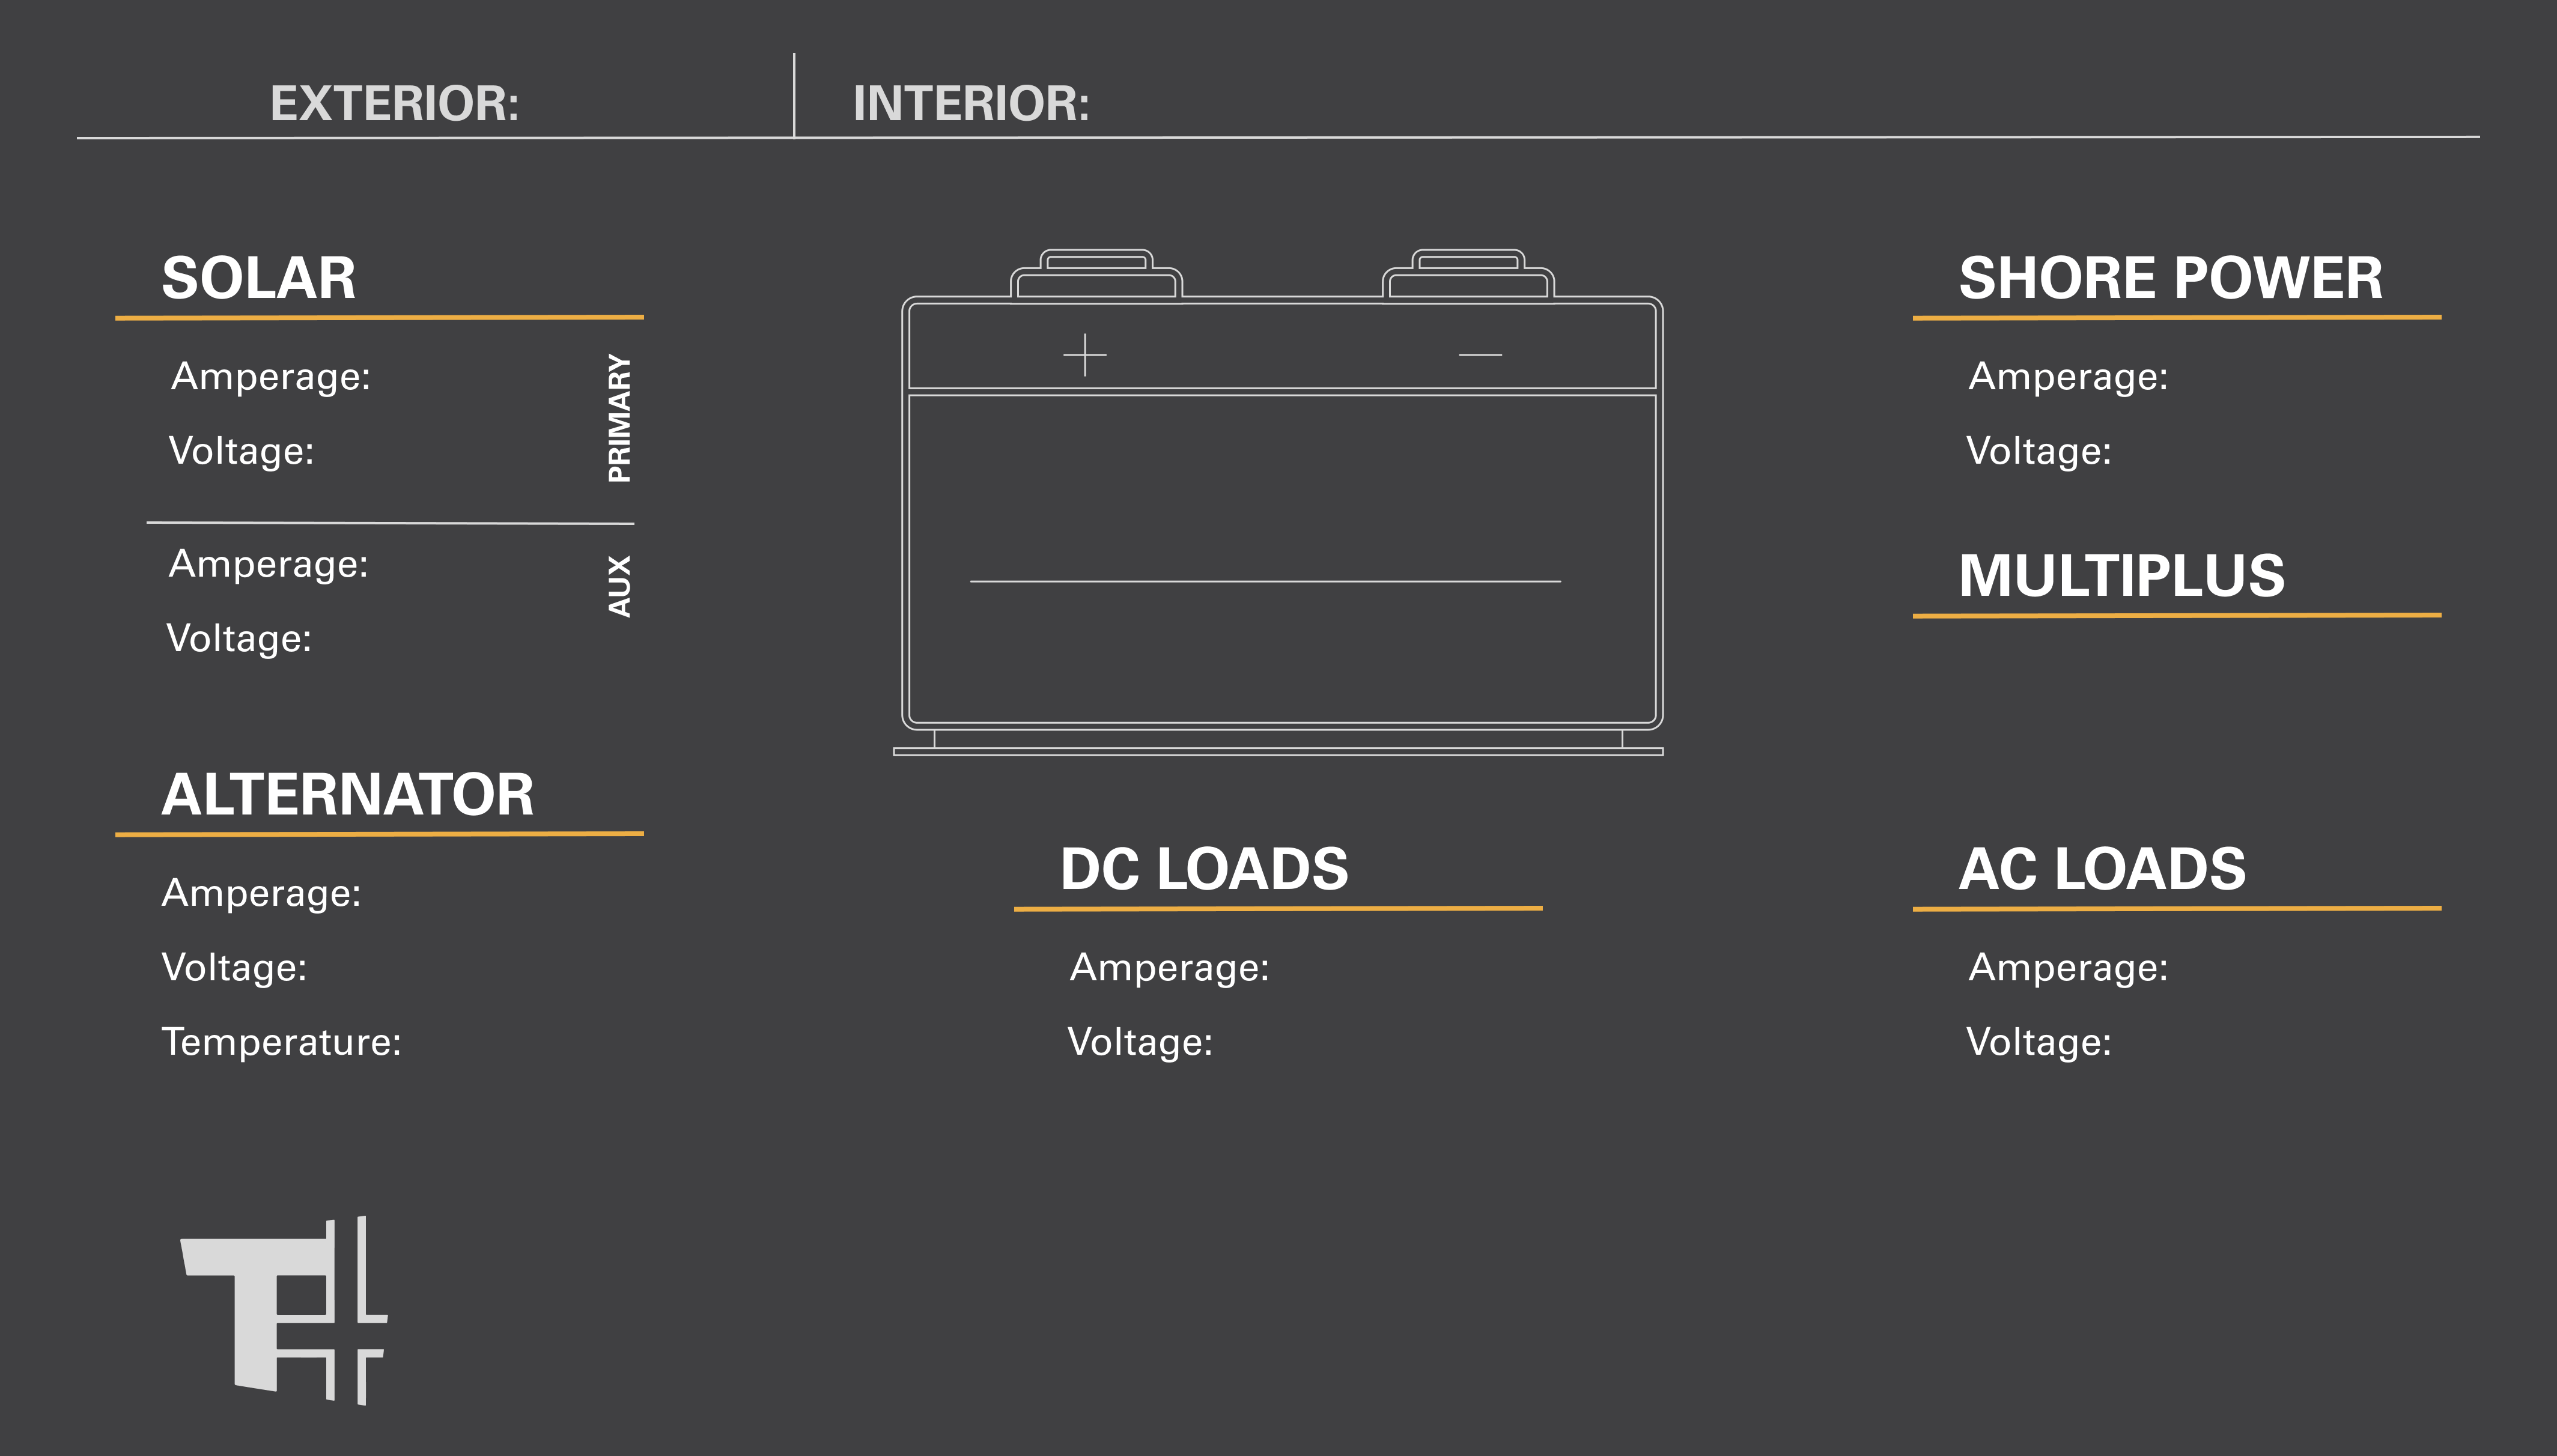 EXTERIOR:
INTERIOR:
SOLAR
Amperage:
Voltage:
PRIMARY
Amperage:
Voltage:
AUX
ALTERNATOR
Amperage:
Voltage:
Temperature:
+
−
DC LOADS
Amperage:
Voltage:
SHORE POWER
Amperage:
Voltage:
MULTIPLUS
AC LOADS
Amperage:
Voltage: